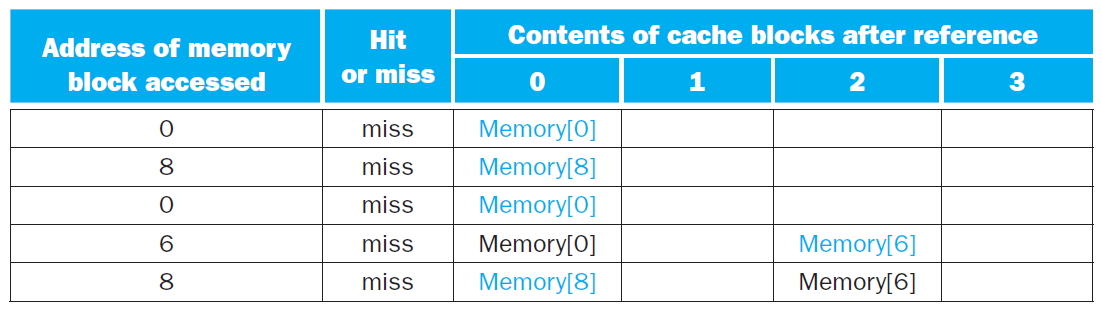 Address of memory block accessed Hit or miss Contents of cache blocks after reference
0 1 2 3
0 miss Memory[0]
8 miss Memory[8]
0 miss Memory[0]
6 miss Memory[0] Memory[6]
8 miss Memory[8] Memory[6]